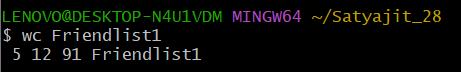 LENOVO@DESKTOP-N4U1VDM MINGW64 ~/Satyajit_28
$ wc Friendlist1
 5 12 91 Friendlist1